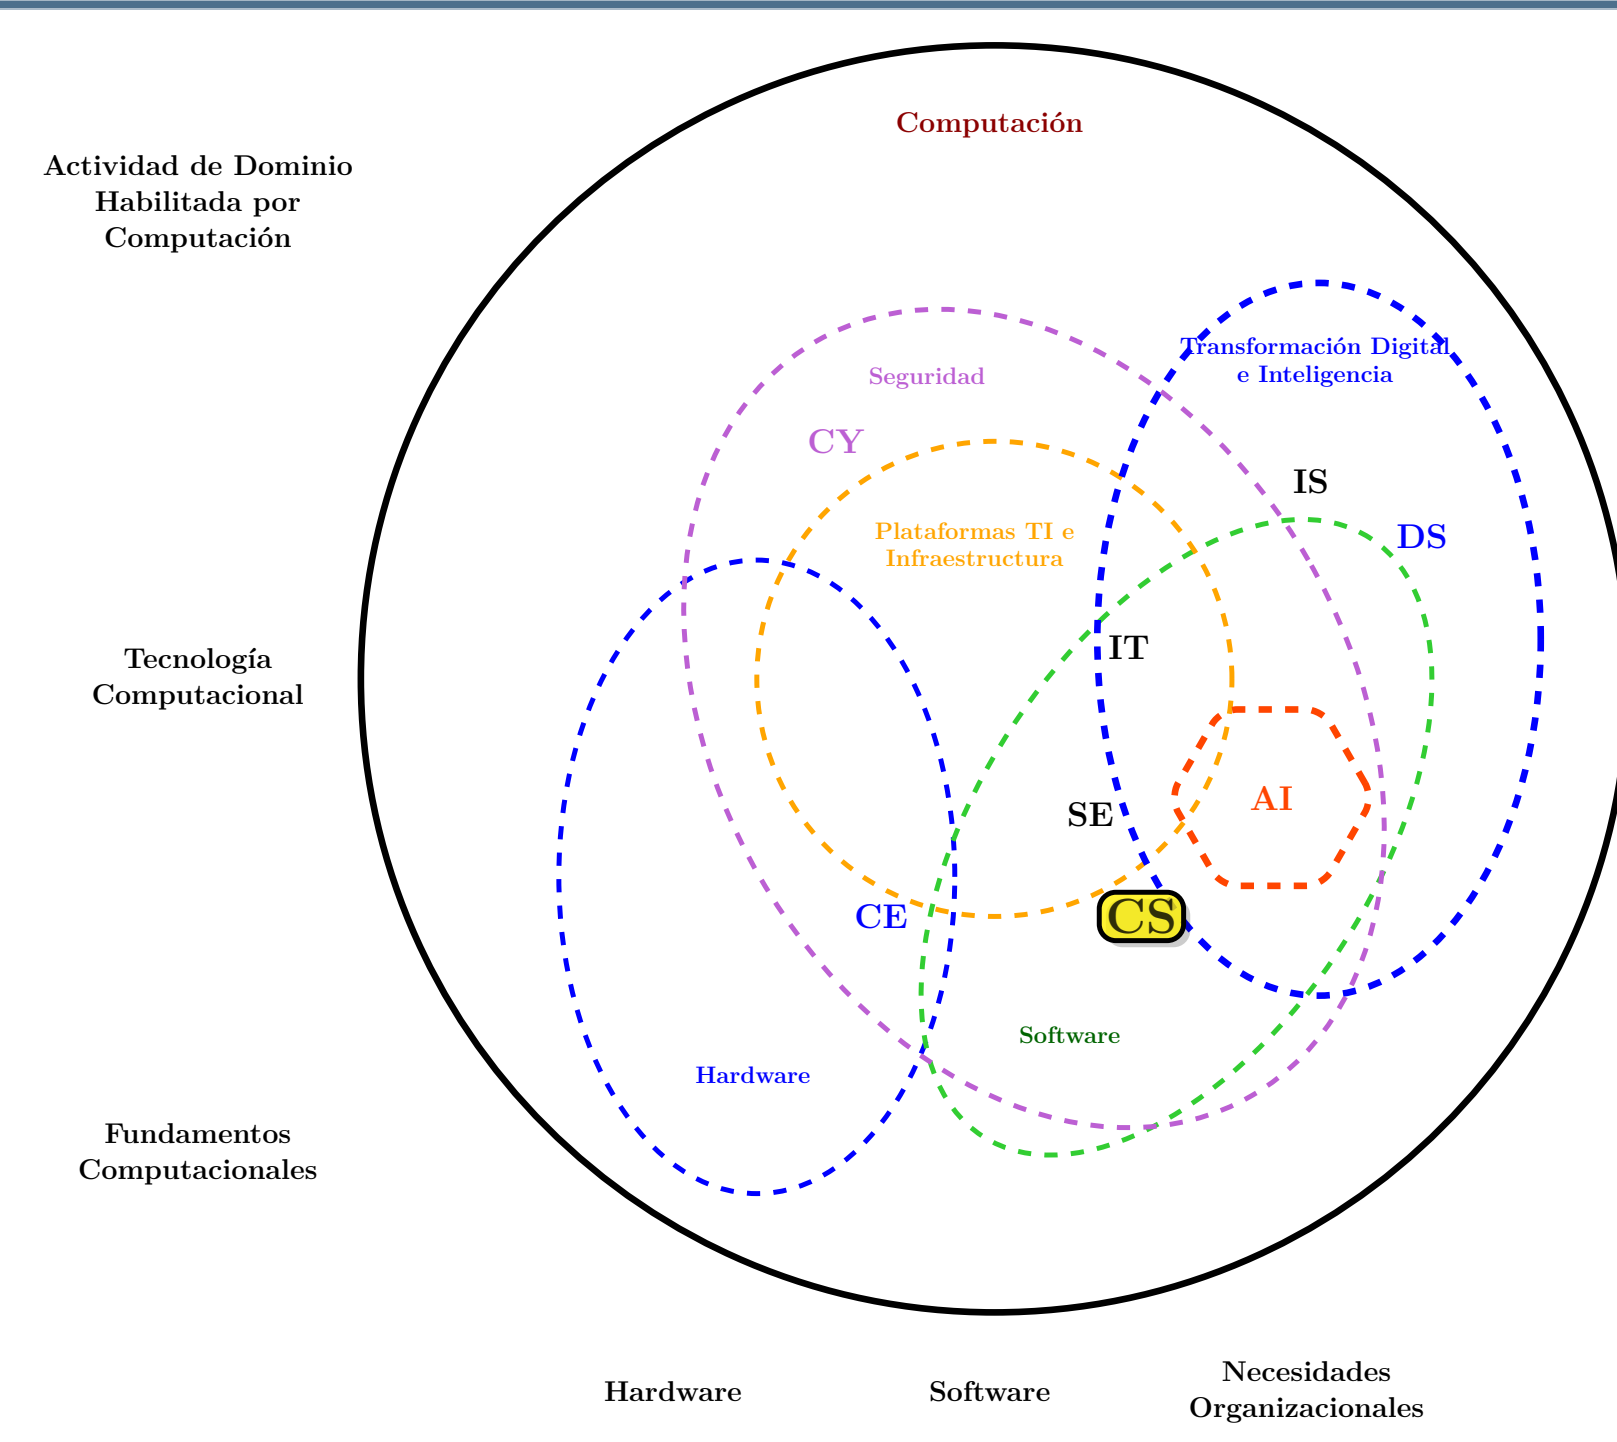 Computación
Actividad de Dominio
Habilitada por
Computación
Transformación Digital
e Inteligencia
Seguridad
CY
IS
Plataformas TI e
Infraestructura
DS
IT
Tecnología
Computacional
AI
SE
CE
CS
Software
Hardware
Fundamentos
Computacionales
Hardware
Software
Necesidades
Organizacionales